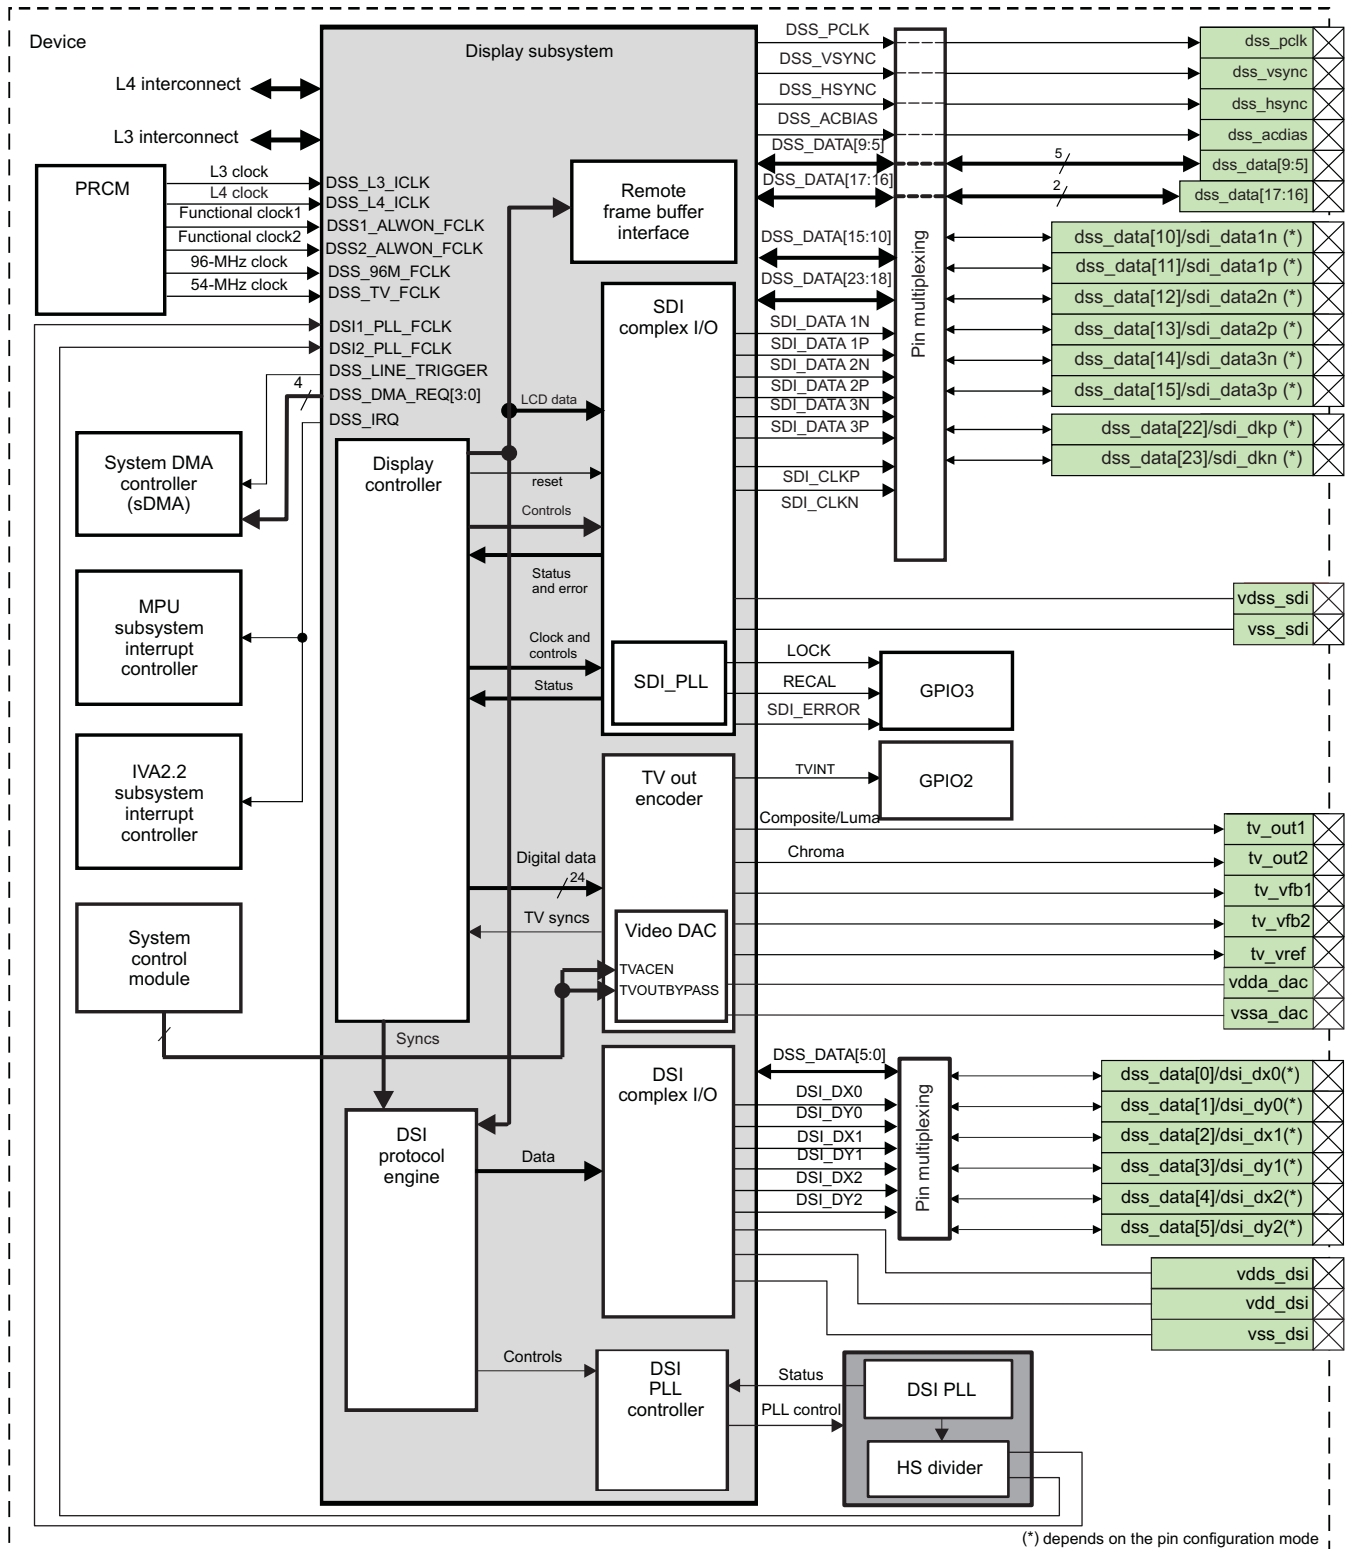 Device
Display subsystem
L4 interconnect
L3 interconnect
PRCM
L3 clock
L4 clock
Functional clock1
Functional clock2
96-MHz clock
54-MHz clock
DSS_L3_ICLK
DSS_L4_ICLK
DSS1_ALWON_FCLK
DSS2_ALWON_FCLK
DSS_96M_FCLK
DSS_TV_FCLK
DSI1_PLL_FCLK
DSI2_PLL_FCLK
DSS_LINE_TRIGGER
DSS_DMA_REQ[3:0]
DSS_IRQ
4
System DMA
controller
(sDMA)
MPU
subsystem
interrupt
controller
IVA2.2
subsystem
interrupt
controller
System
control
module
Display
controller
Remote
frame buffer
interface
SDI
complex I/O
LCD data
reset
Controls
Status
and error
Clock and
controls
Status
SDI_PLL
TV out
encoder
Digital data
24
TV syncs
Video DAC
TVACEN
TVOUTBYPASS
Syncs
DSI
protocol
engine
Data
DSI
complex I/O
Controls
DSI
PLL
controller
DSS_PCLK
DSS_VSYNC
DSS_HSYNC
DSS_ACBIAS
DSS_DATA[9:5]
DSS_DATA[17:16]
DSS_DATA[15:10]
DSS_DATA[23:18]
SDI_DATA 1N
SDI_DATA 1P
SDI_DATA 2N
SDI_DATA 2P
SDI_DATA 3N
SDI_DATA 3P
SDI_CLKP
SDI_CLKN
Pin multiplexing
5
2
dss_pclk
dss_vsync
dss_hsync
dss_acdias
dss_data[9:5]
dss_data[17:16]
dss_data[10]/sdi_data1n (*)
dss_data[11]/sdi_data1p (*)
dss_data[12]/sdi_data2n (*)
dss_data[13]/sdi_data2p (*)
dss_data[14]/sdi_data3n (*)
dss_data[15]/sdi_data3p (*)
dss_data[22]/sdi_dkp (*)
dss_data[23]/sdi_dkn (*)
vdss_sdi
vss_sdi
LOCK
RECAL
SDI_ERROR
GPIO3
TVINT
GPIO2
Composite/Luma
Chroma
tv_out1
tv_out2
tv_vfb1
tv_vfb2
tv_vref
vdda_dac
vssa_dac
DSS_DATA[5:0]
DSI_DX0
DSI_DY0
DSI_DX1
DSI_DY1
DSI_DX2
DSI_DY2
Pin multiplexing
dss_data[0]/dsi_dx0(*)
dss_data[1]/dsi_dy0(*)
dss_data[2]/dsi_dx1(*)
dss_data[3]/dsi_dy1(*)
dss_data[4]/dsi_dx2(*)
dss_data[5]/dsi_dy2(*)
vdds_dsi
vdd_dsi
vss_dsi
Status
PLL control
DSI PLL
HS divider
(*) depends on the pin configuration mode